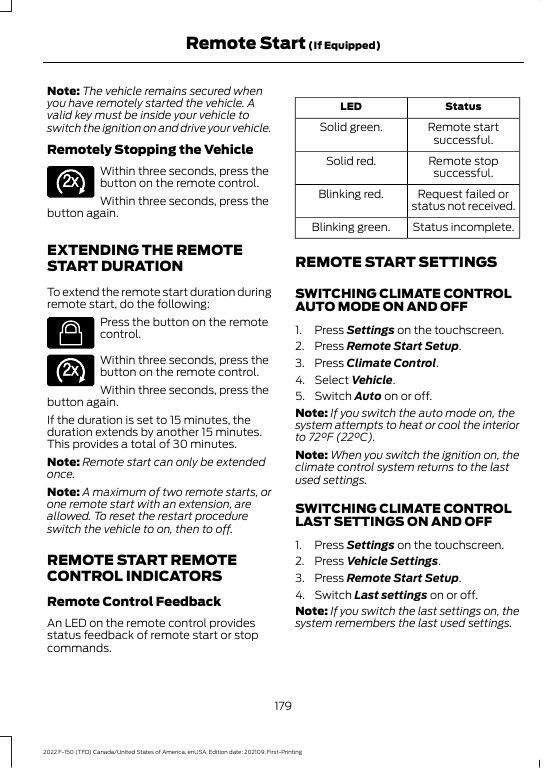 Remote Start (If Equipped)
Note: The vehicle remains secured when
you have remotely started the vehicle. A
valid key must be inside your vehicle to
switch the ignition on and drive your vehicle.
Remotely Stopping the Vehicle
2x
Within three seconds, press the
button on the remote control.
Within three seconds, press the
button again.
EXTENDING THE REMOTE
START DURATION
To extend the remote start duration during
remote start, do the following:
Press the button on the remote
control.
2x
Within three seconds, press the
button on the remote control.
Within three seconds, press the
button again.
If the duration is set to 15 minutes, the
duration extends by another 15 minutes.
This provides a total of 30 minutes.
Note: Remote start can only be extended
once.
Note: A maximum of two remote starts, or
one remote start with an extension, are
allowed. To reset the restart procedure
switch the vehicle to on, then to off.
REMOTE START REMOTE
CONTROL INDICATORS
Remote Control Feedback
An LED on the remote control provides
status feedback of remote start or stop
commands.
LED Status
Solid green. Remote start
successful.
Solid red. Remote stop
successful.
Blinking red. Request failed or
status not received.
Blinking green. Status incomplete.
REMOTE START SETTINGS
SWITCHING CLIMATE CONTROL
AUTO MODE ON AND OFF
1. Press Settings on the touchscreen.
2. Press Remote Start Setup.
3. Press Climate Control.
4. Select Vehicle.
5. Switch Auto on or off.
Note: If you switch the auto mode on, the
system attempts to heat or cool the interior
to 72°F (22°C).
Note: When you switch the ignition on, the
climate control system returns to the last
used settings.
SWITCHING CLIMATE CONTROL
LAST SETTINGS ON AND OFF
1. Press Settings on the touchscreen.
2. Press Vehicle Settings.
3. Press Remote Start Setup.
4. Switch Last settings on or off.
Note: If you switch the last settings on, the
system remembers the last used settings.
179
2022 F-150 (TFD) Canada/United States of America, enUSA, Edition date: 202109, First-Printing